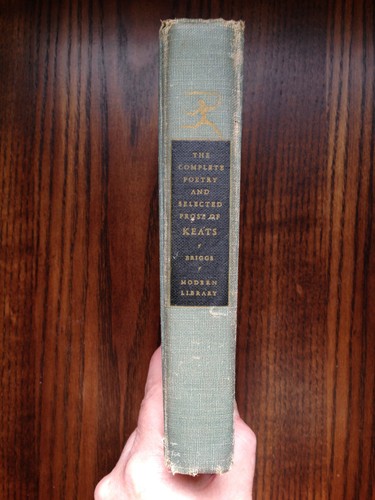 THE
COMPLETE
POETRY
AND
SELECTED
PROSE OF
KEATS
BRIGGS
MODERN
LIBRARY